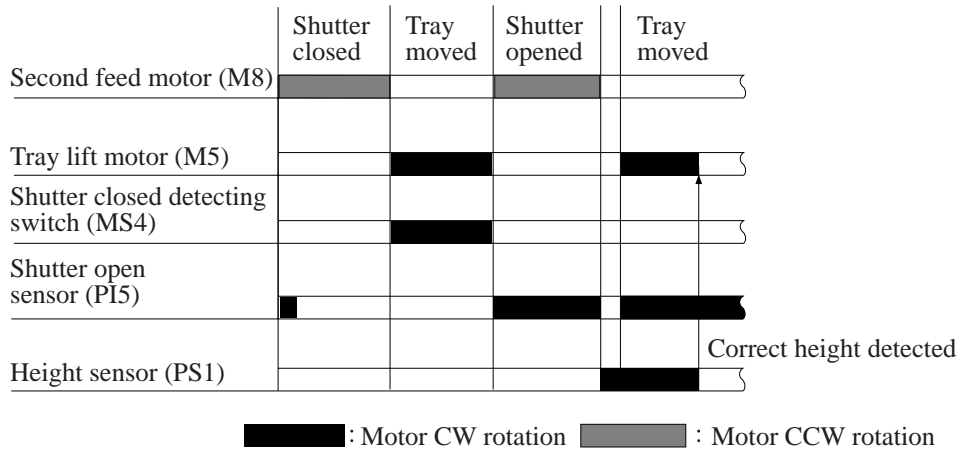 Shutter closed
Tray moved
Shutter opened
Tray moved
Second feed motor (M8)
Tray lift motor (M5)
Shutter closed detecting
switch (MS4)
Shutter open
sensor (PI5)
Correct height detected
Height sensor (PS1)
: Motor CW rotation
: Motor CCW rotation